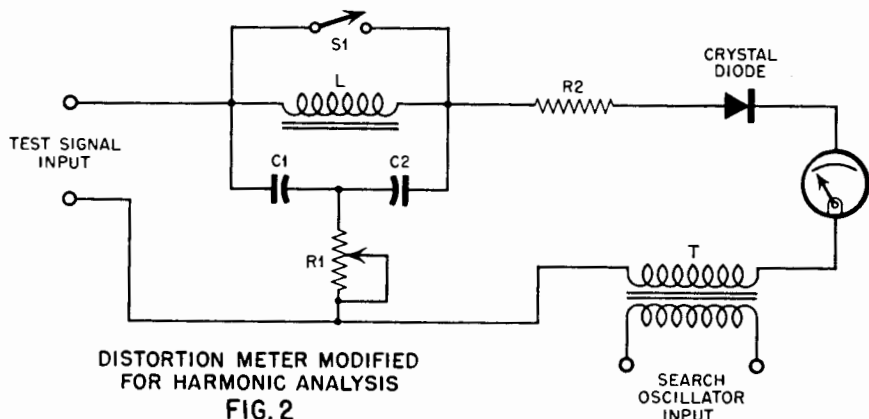 S1
L
CRYSTAL
DIODE
R2
TEST SIGNAL
INPUT
C1
C2
R1
T
DISTORTION METER MODIFIED
FOR HARMONIC ANALYSIS
FIG. 2
SEARCH
OSCILLATOR
INPUT